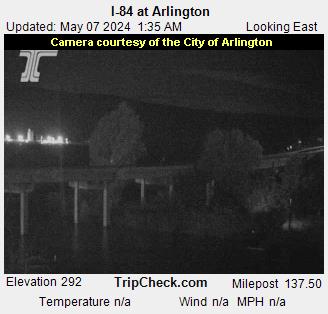 I-84 at Arlington
Updated: May 07 2024 1:35 AM Looking East
Camera courtesy of the City of Arlington
Elevation 292 TripCheck.com Milepost 137.50
Temperature n/a Wind n/a MPH n/a